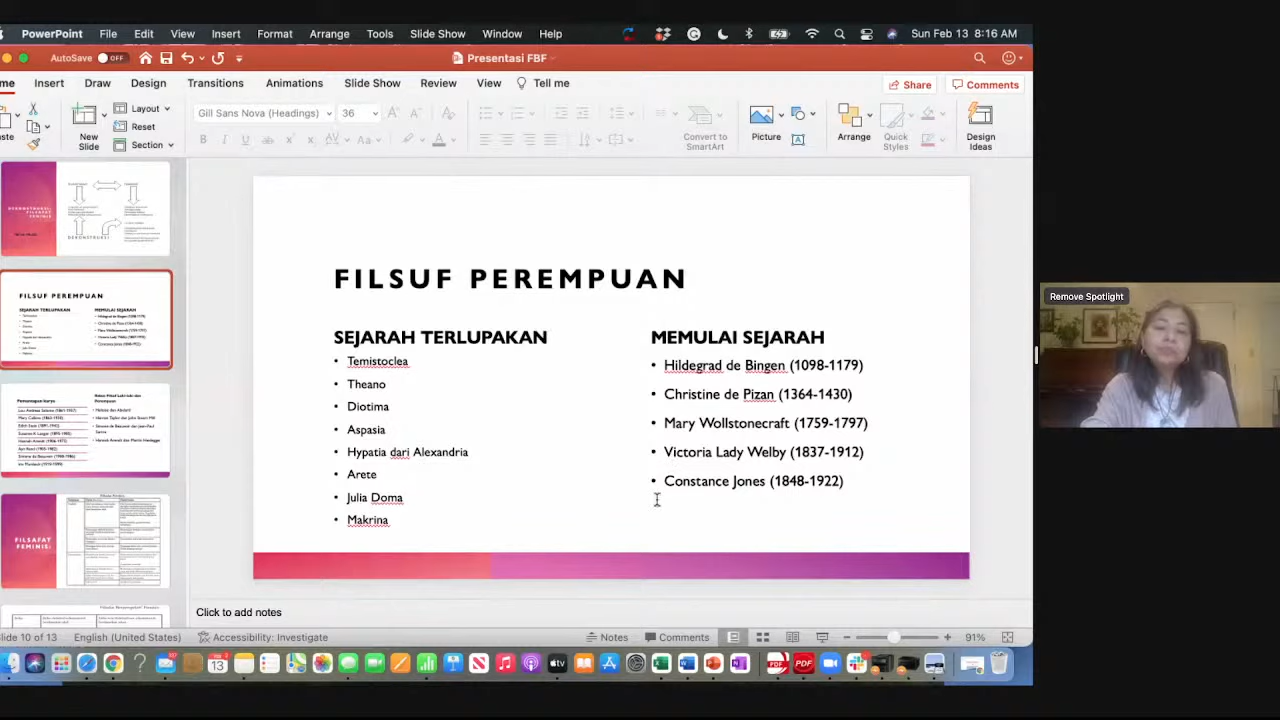 PowerPoint File Edit View Insert Format Arrange Tools Slide Show Window Help Sun Feb 13 8:16 AM
AutoSave OFF Presentasi FBF
me Insert Draw Design Transitions Animations Slide Show Review View Tell me Share Comments
Gill Sans Nova (Headings) 36
Layout
Reset
Section
New Slide
Convert to SmartArt
Picture
Arrange
Quick Styles
Design Ideas
FILSUF PEREMPUAN
SEJARAH TERLUPAKAN
• Temistoclea
• Theano
• Diotima
• Aspasia
• Hypatia dari Alexandria
• Arete
• Julia Doma
• Makrina
MEMULAI SEJARAH
• Hildegrad de Bingen (1098-1179)
• Christine de Pizan (1364-1430)
• Mary Wollstonecraft (1759-1797)
• Victoria Lady Welby (1837-1912)
• Constance Jones (1848-1922)
FILSUF PEREMPUAN
SEJARAH TERLUPAKAN
MEMULAI SEJARAH
FILSAFAT
FEMINIS:
Remove Spotlight
Click to add notes
Slide 10 of 13 English (United States) Accessibility: Investigate Notes Comments 91%